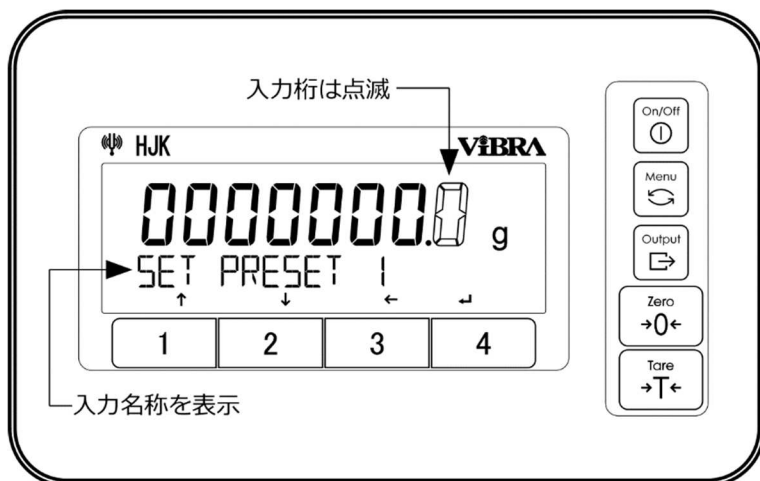 入力桁は点滅
HJK
ViBRA
0000000.0 g
SET PRESET 1
↑ ↓ ← ↵
1 2 3 4
入力名称を表示
On/Off
Menu
Output
Zero
→0←
Tare
→T←